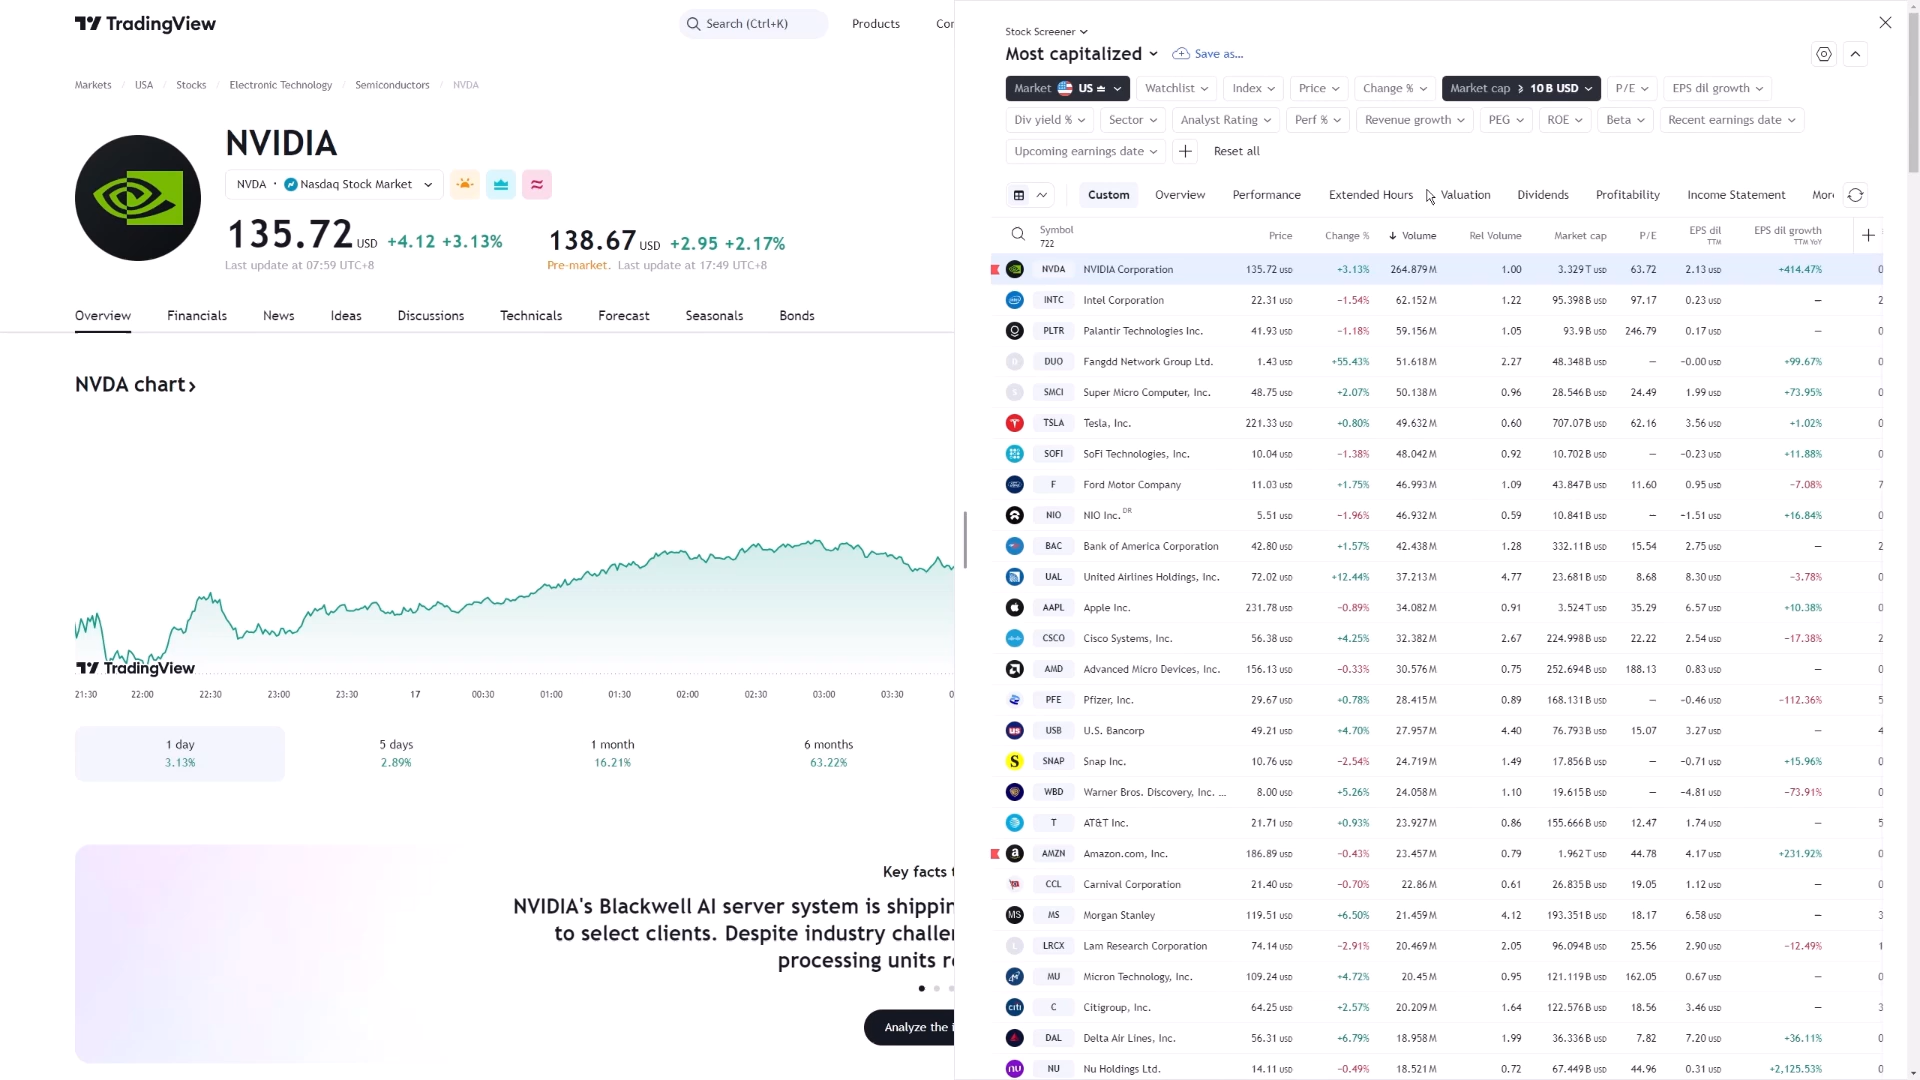 TradingView
Search (Ctrl+K)
Products
Markets / USA / Stocks / Electronic Technology / Semiconductors / NVDA
NVIDIA
NVDA · Nasdaq Stock Market
135.72 USD +4.12 +3.13%
Last update at 07:59 UTC+8
138.67 USD +2.95 +2.17%
Pre-market. Last update at 17:49 UTC+8
Overview Financials News Ideas Discussions Technicals Forecast Seasonals Bonds
NVDA chart ›
TradingView
21:30 22:00 22:30 23:00 23:30 17 00:30 01:00 01:30 02:00 02:30 03:00 03:30
1 day 5 days 1 month 6 months
3.13% 2.89% 16.21% 63.22%
Key facts
NVIDIA's Blackwell AI server system is shippin
to select clients. Despite industry challe
processing units
Analyze the
Stock Screener
Most capitalized Save as...
Market US Watchlist Index Price Change % Market cap ⩾ 10 B USD P/E EPS dil growth
Div yield % Sector Analyst Rating Perf % Revenue growth PEG ROE Beta Recent earnings date
Upcoming earnings date + Reset all
Custom Overview Performance Extended Hours Valuation Dividends Profitability Income Statement More
Symbol 722 Price Change % ↓ Volume Rel Volume Market cap P/E EPS dil TTM EPS dil growth TTM YoY +
NVDA NVIDIA Corporation 135.72 USD +3.13% 264.879 M 1.00 3.329 T USD 63.72 2.13 USD +414.47% 0
INTC Intel Corporation 22.31 USD −1.54% 62.152 M 1.22 95.398 B USD 97.17 0.23 USD — 2
PLTR Palantir Technologies Inc. 41.93 USD −1.18% 59.156 M 1.05 93.9 B USD 246.79 0.17 USD — 0
D DUO Fangdd Network Group Ltd. 1.43 USD +55.43% 51.618 M 2.27 48.348 B USD — −0.00 USD +99.67% 0
S SMCI Super Micro Computer, Inc. 48.75 USD +2.07% 50.138 M 0.96 28.546 B USD 24.49 1.99 USD +73.95% 0
TSLA Tesla, Inc. 221.33 USD +0.80% 49.632 M 0.60 707.07 B USD 62.16 3.56 USD +1.02% 0
SOFI SoFi Technologies, Inc. 10.04 USD −1.38% 48.042 M 0.92 10.702 B USD — −0.23 USD +11.88% 0
F Ford Motor Company 11.03 USD +1.75% 46.993 M 1.09 43.847 B USD 11.60 0.95 USD −7.08% 7
NIO NIO Inc. DR 5.51 USD −1.96% 46.932 M 0.59 10.841 B USD — −1.51 USD +16.84% 0
BAC Bank of America Corporation 42.80 USD +1.57% 42.438 M 1.28 332.11 B USD 15.54 2.75 USD — 2
UAL United Airlines Holdings, Inc. 72.02 USD +12.44% 37.213 M 4.77 23.681 B USD 8.68 8.30 USD −3.78% 0
AAPL Apple Inc. 231.78 USD −0.89% 34.082 M 0.91 3.524 T USD 35.29 6.57 USD +10.38% 0
CSCO Cisco Systems, Inc. 56.38 USD +4.25% 32.382 M 2.67 224.998 B USD 22.22 2.54 USD −17.38% 2
AMD Advanced Micro Devices, Inc. 156.13 USD −0.33% 30.576 M 0.75 252.694 B USD 188.13 0.83 USD — 0
PFE Pfizer, Inc. 29.67 USD +0.78% 28.415 M 0.89 168.131 B USD — −0.46 USD −112.36% 5
us USB U.S. Bancorp 49.21 USD +4.70% 27.957 M 4.40 76.793 B USD 15.07 3.27 USD — 4
S SNAP Snap Inc. 10.76 USD −2.54% 24.719 M 1.49 17.856 B USD — −0.71 USD +15.96% 0
WBD Warner Bros. Discovery, Inc. ... 8.00 USD +5.26% 24.058 M 1.10 19.615 B USD — −4.81 USD −73.91% 0
T AT&T Inc. 21.71 USD +0.93% 23.927 M 0.86 155.666 B USD 12.47 1.74 USD — 5
a AMZN Amazon.com, Inc. 186.89 USD −0.43% 23.457 M 0.79 1.962 T USD 44.78 4.17 USD +231.92% 0
CCL Carnival Corporation 21.40 USD −0.70% 22.86 M 0.61 26.835 B USD 19.05 1.12 USD — 0
MS MS Morgan Stanley 119.51 USD +6.50% 21.459 M 4.12 193.351 B USD 18.17 6.58 USD — 3
L LRCX Lam Research Corporation 74.14 USD −2.91% 20.469 M 2.05 96.094 B USD 25.56 2.90 USD −12.49% 1
MU Micron Technology, Inc. 109.24 USD +4.72% 20.45 M 0.95 121.119 B USD 162.05 0.67 USD — 0
citi C Citigroup, Inc. 64.25 USD +2.57% 20.209 M 1.64 122.576 B USD 18.56 3.46 USD — 3
DAL Delta Air Lines, Inc. 56.31 USD +6.79% 18.958 M 1.99 36.336 B USD 7.82 7.20 USD +36.11% 0
nu NU Nu Holdings Ltd. 14.11 USD −0.49% 18.521 M 0.72 67.449 B USD 44.96 0.31 USD +2,125.53% 0